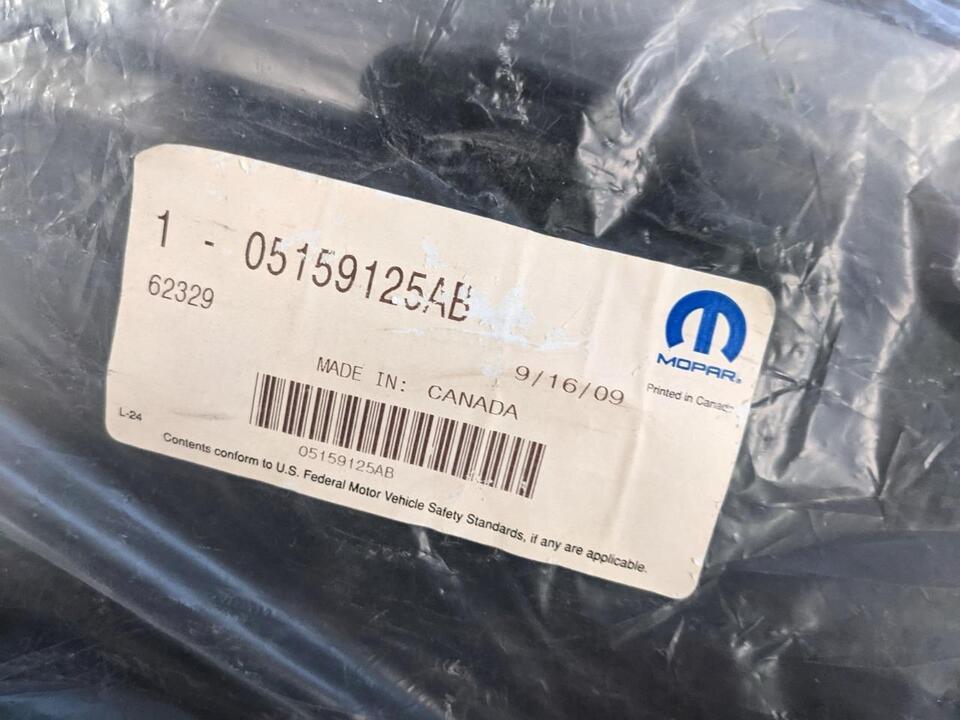 1 - 05159125AB
62329
MOPAR®
Printed in Canada
MADE IN: CANADA
9/16/09
05159125AB
L-24
Contents conform to U.S. Federal Motor Vehicle Safety Standards, if any are applicable.